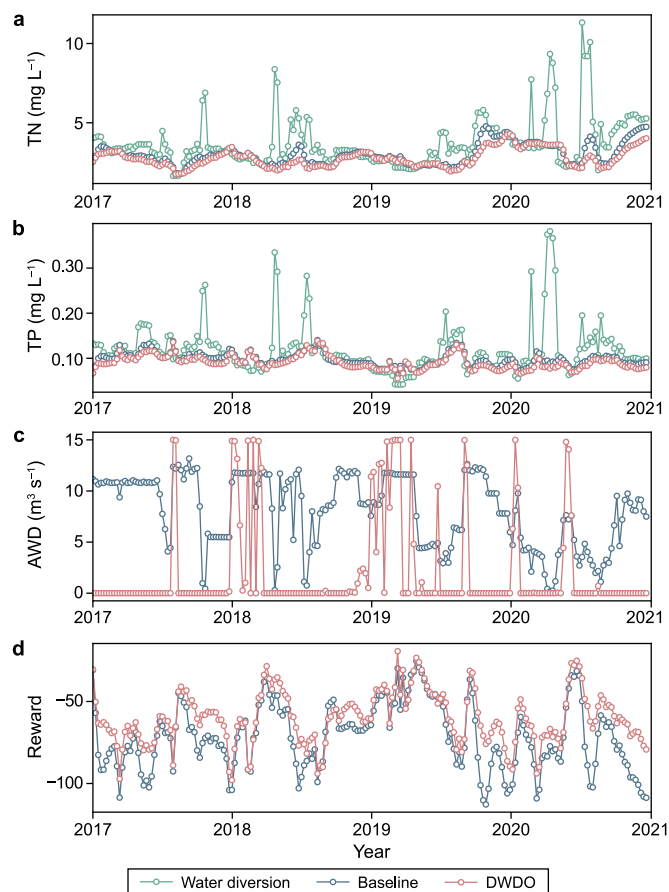 a
TN (mg L⁻¹)
10
5
2017 2018 2019 2020 2021
b
TP (mg L⁻¹)
0.30
0.20
0.10
2017 2018 2019 2020 2021
c
AWD (m³ s⁻¹)
15
10
5
0
2017 2018 2019 2020 2021
d
Reward
−50
−100
2017 2018 2019 2020 2021
Year
Water diversion Baseline DWDO